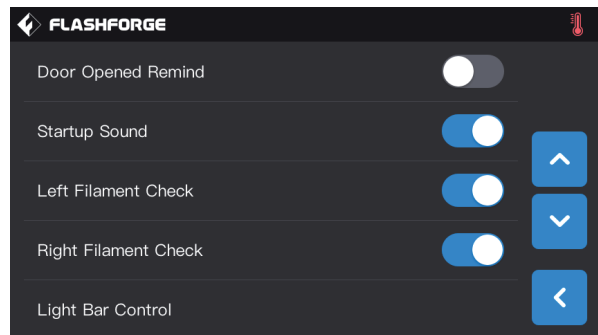 FLASHFORGE
Door Opened Remind
Startup Sound
Left Filament Check
Right Filament Check
Light Bar Control